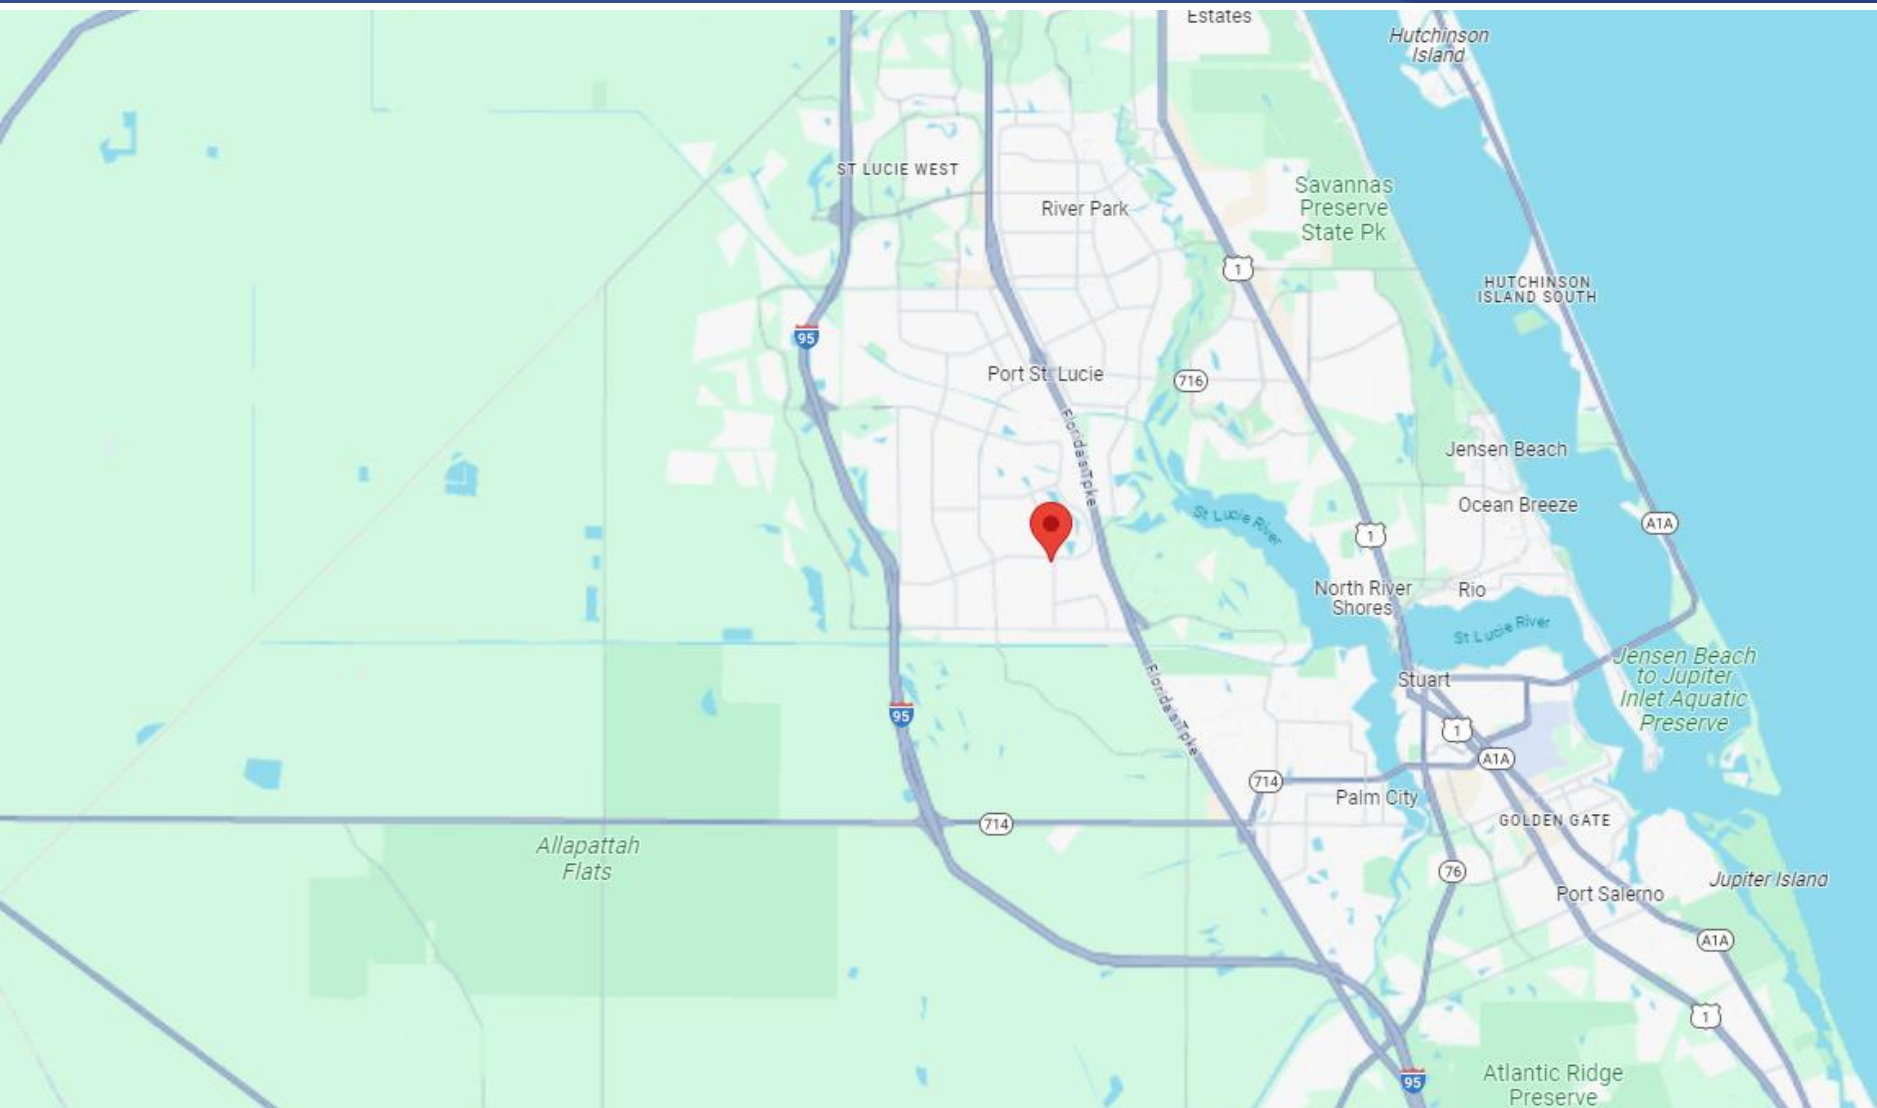 Estates
Hutchinson
Island
ST LUCIE WEST
River Park
Savannas
Preserve
State Pk
1
HUTCHINSON
ISLAND SOUTH
95
Port St. Lucie
716
Florida's Tpke
Jensen Beach
Ocean Breeze
St Lucie River
A1A
1
North River
Shores
Rio
St Lucie River
Jensen Beach
to Jupiter
Inlet Aquatic
Preserve
Stuart
Florida's Tpke
95
1
A1A
714
Palm City
714
GOLDEN GATE
Allapattah
Flats
76
Port Salerno
Jupiter Island
A1A
1
95
Atlantic Ridge
Preserve